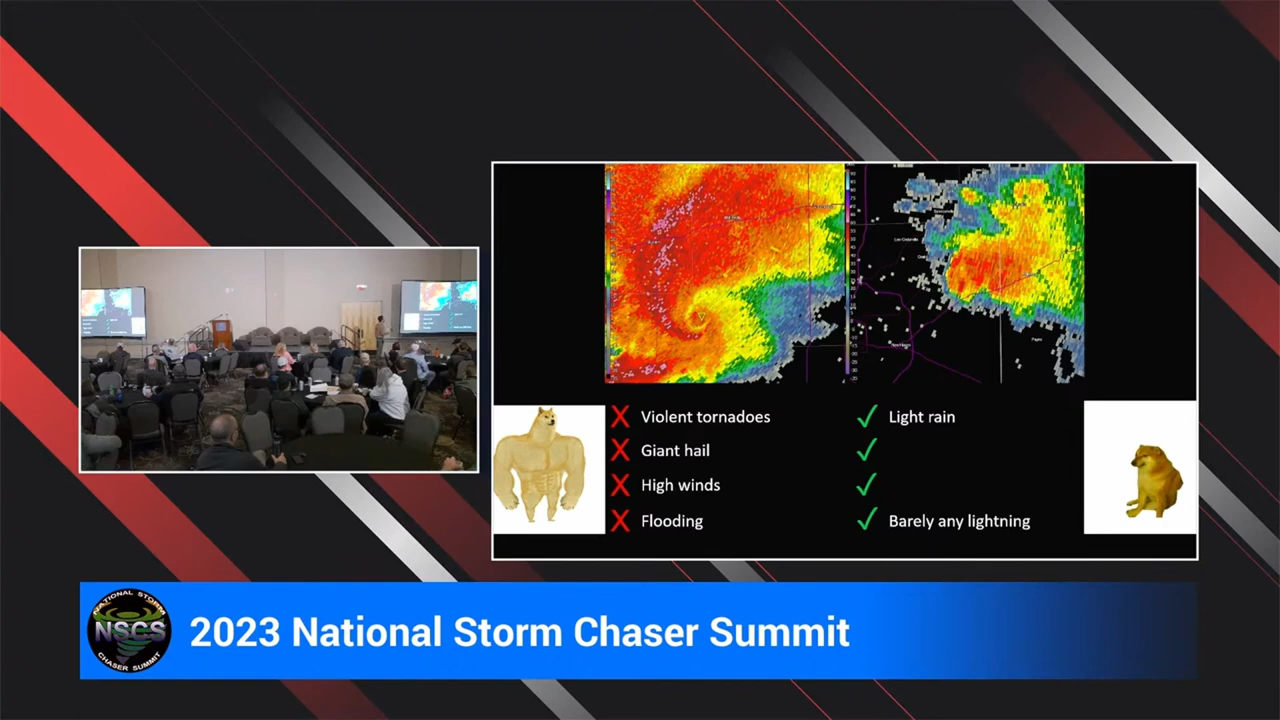 Violent tornadoes
Giant hail
High winds
Flooding
Light rain
Barely any lightning
NATIONAL STORM
NSCS
CHASER SUMMIT
2023 National Storm Chaser Summit